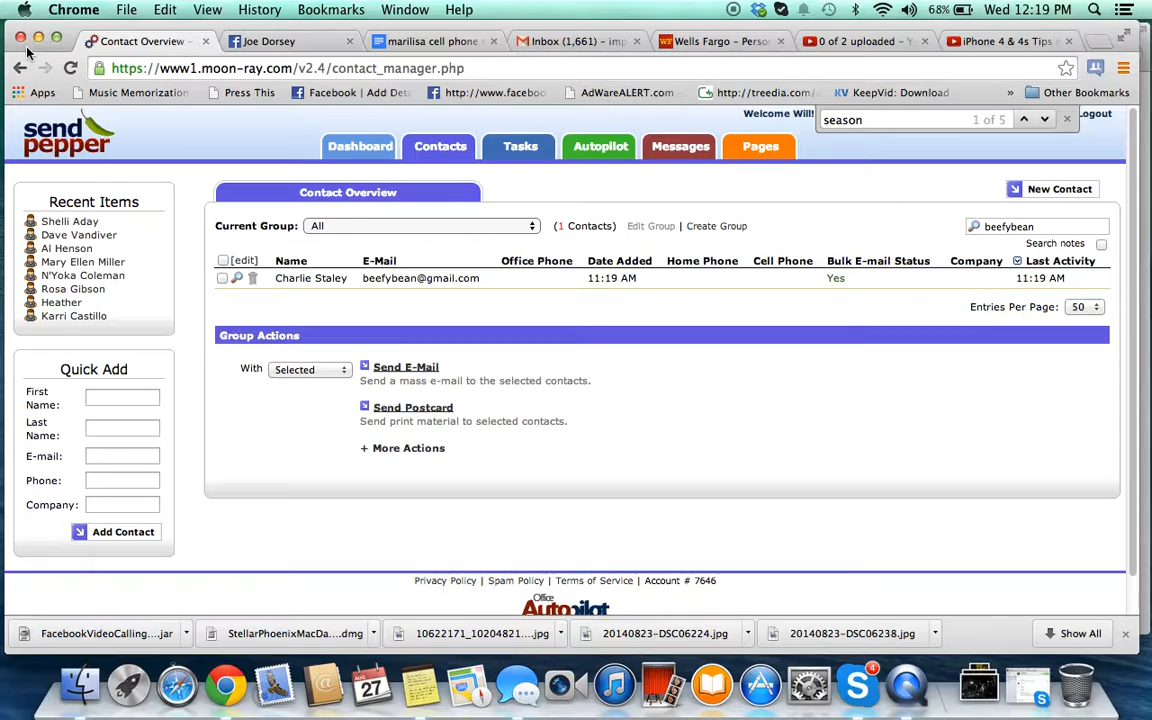 Chrome File Edit View History Bookmarks Window Help 68% Wed 12:19 PM
Contact Overview - Joe Dorsey marilisa cell phone Inbox (1,661) – imp Wells Fargo – Perso 0 of 2 uploaded – Y iPhone 4 & 4s Tips
https://www1.moon-ray.com/v2.4/contact_manager.php
Apps Music Memorization Press This Facebook | Add Det http://www.faceboo AdWareALERT.com - http://treedia.com/ KV KeepVid: Download » Other Bookmarks
season 1 of 5
Welcome Will! Logout
send pepper
Dashboard Contacts Tasks Autopilot Messages Pages
Recent Items
Shelli Aday
Dave Vandiver
Al Henson
Mary Ellen Miller
N'Yoka Coleman
Rosa Gibson
Heather
Karri Castillo
Quick Add
First Name:
Last Name:
E-mail:
Phone:
Company:
Add Contact
Contact Overview
New Contact
Current Group: All (1 Contacts) Edit Group | Create Group beefybean
Search notes
[edit] Name E-Mail Office Phone Date Added Home Phone Cell Phone Bulk E-mail Status Company Last Activity
Charlie Staley beefybean@gmail.com 11:19 AM Yes 11:19 AM
Entries Per Page: 50
Group Actions
With Selected Send E-Mail
Send a mass e-mail to the selected contacts.
Send Postcard
Send print material to selected contacts.
+ More Actions
Privacy Policy | Spam Policy | Terms of Service | Account # 7646
Office
Autopilot
FacebookVideoCalling....jar StellarPhoenixMacDa....dmg 10622171_10204821....jpg 20140823-DSC06224.jpg 20140823-DSC06238.jpg Show All
AUG
27
4